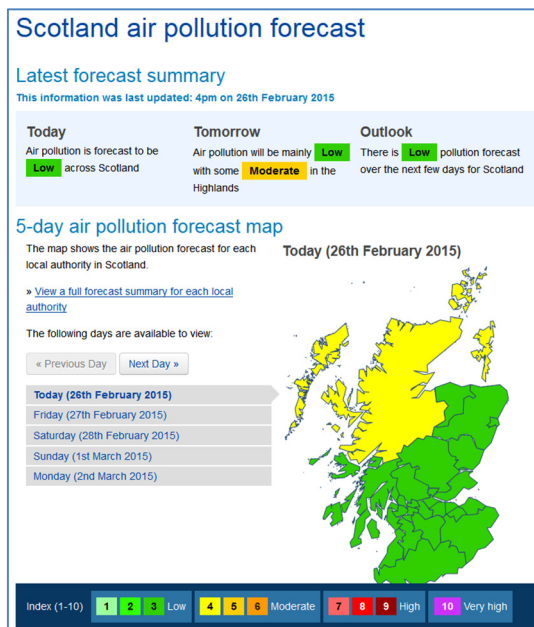 Scotland air pollution forecast
Latest forecast summary
This information was last updated: 4pm on 26th February 2015
Today
Air pollution is forecast to be
Low across Scotland
Tomorrow
Air pollution will be mainly Low
with some Moderate in the
Highlands
Outlook
There is Low pollution forecast
over the next few days for Scotland
5-day air pollution forecast map
The map shows the air pollution forecast for each
local authority in Scotland.
» View a full forecast summary for each local
authority
The following days are available to view:
« Previous Day Next Day »
Today (26th February 2015)
Friday (27th February 2015)
Saturday (28th February 2015)
Sunday (1st March 2015)
Monday (2nd March 2015)
Today (26th February 2015)
Index (1-10) 1 2 3 Low 4 5 6 Moderate 7 8 9 High 10 Very high